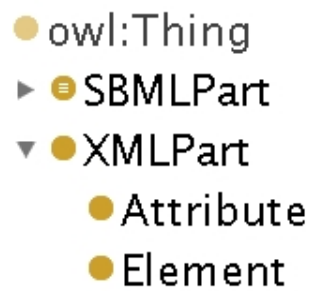 owl:Thing
SBMLPart
XMLPart
Attribute
Element